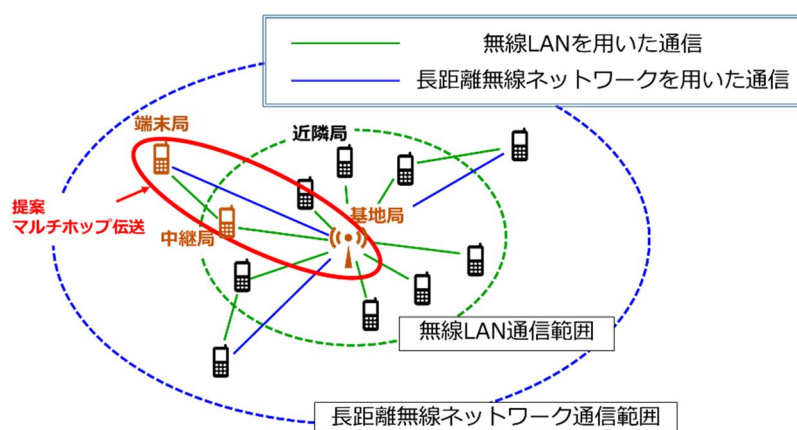 無線LANを用いた通信
長距離無線ネットワークを用いた通信
端末局
近隣局
提案
マルチホップ伝送
基地局
中継局
無線LAN通信範囲
長距離無線ネットワーク通信範囲